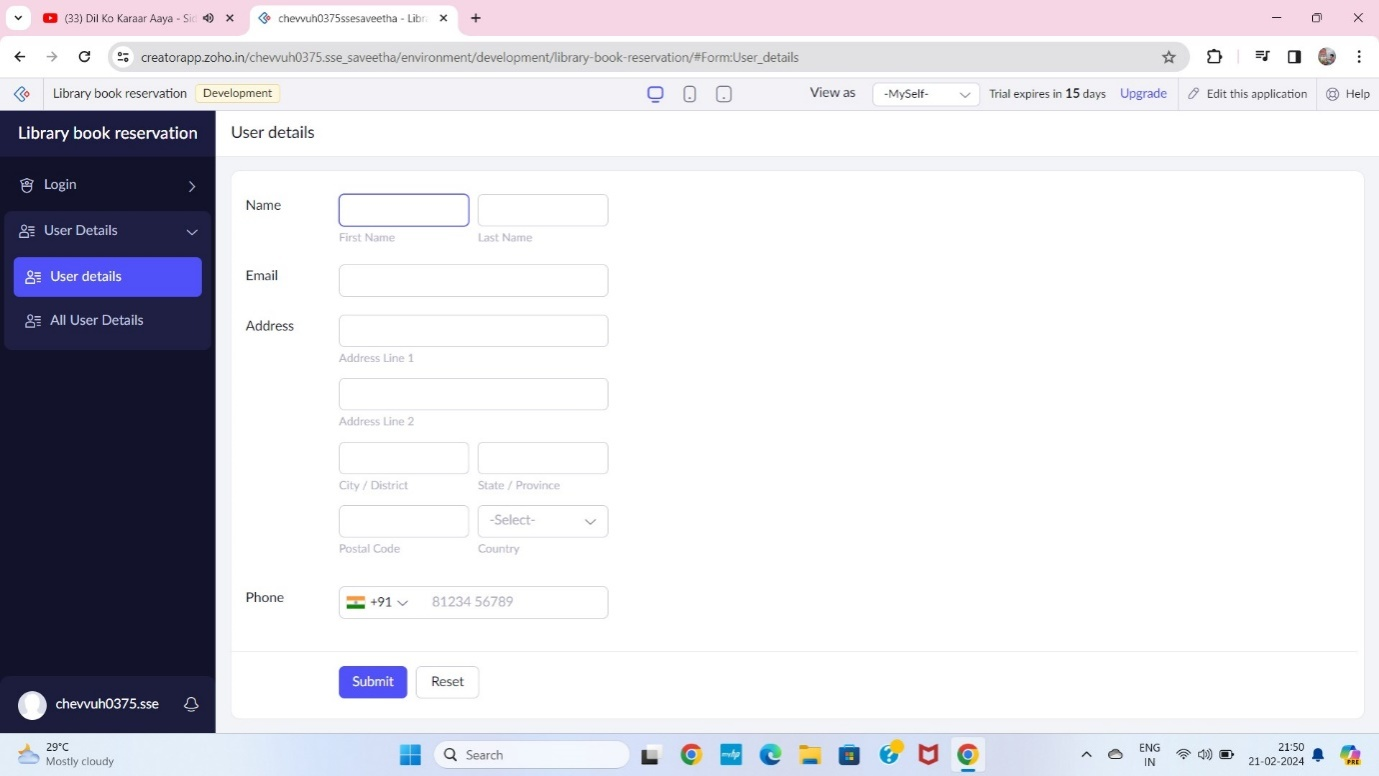 (33) Dil Ko Karaar Aaya - Sid
chevvuh0375ssesaveetha - Libr
creatorapp.zoho.in/chevvuh0375.sse_saveetha/environment/development/library-book-reservation/#Form:User_details
Library book reservation Development View as -MySelf- Trial expires in 15 days Upgrade Edit this application Help
Library book reservation
User details
Login
User Details
User details
All User Details
Name
First Name Last Name
Email
Address
Address Line 1
Address Line 2
City / District State / Province
-Select-
Postal Code Country
Phone +91 81234 56789
Submit Reset
chevvuh0375.sse
29°C
Mostly cloudy
Search
ENG
IN
21:50
21-02-2024
PRE